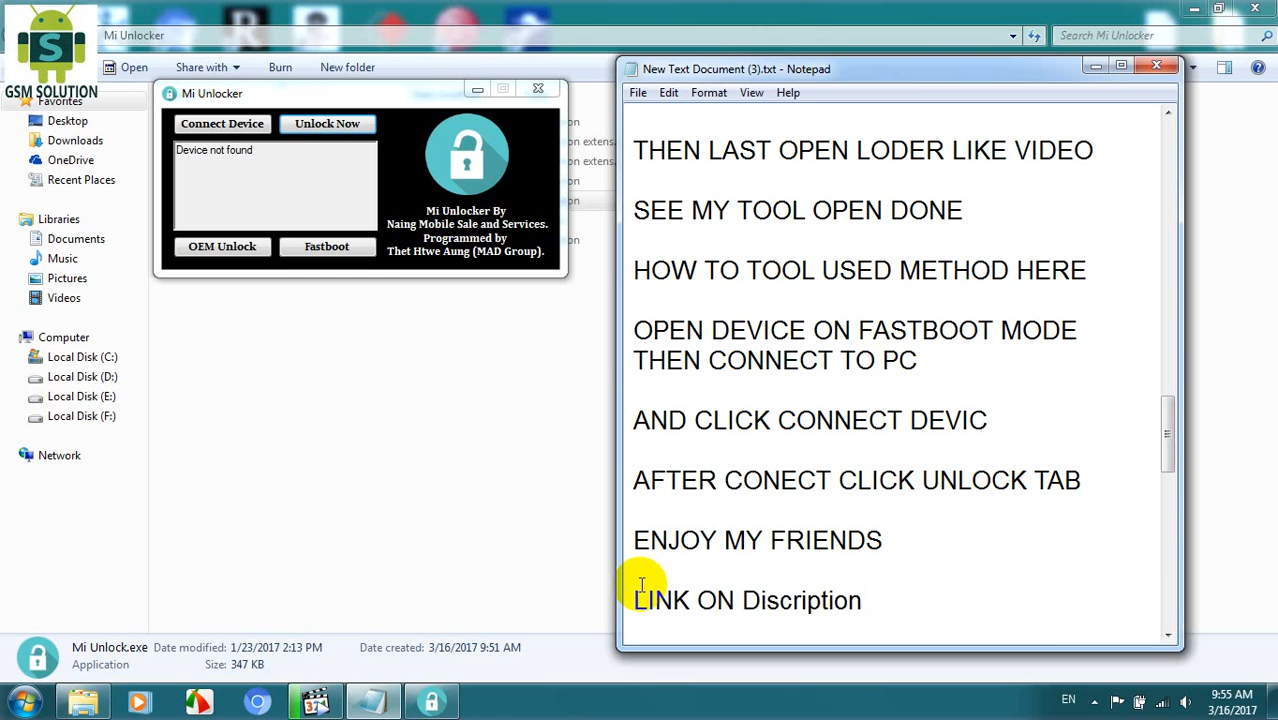 Mi Unlocker
Search Mi Unlocker
Open
Share with
Burn
New folder
S
GSM SOLUTION
Favorites
Desktop
Downloads
OneDrive
Recent Places
Libraries
Documents
Music
Pictures
Videos
Computer
Local Disk (C:)
Local Disk (D:)
Local Disk (E:)
Local Disk (F:)
Network
Mi Unlocker
Connect Device
Unlock Now
Device not found
OEM Unlock
Fastboot
Mi Unlocker By
Naing Mobile Sale and Services.
Programmed by
Thet Htwe Aung (MAD Group).
New Text Document (3).txt - Notepad
File Edit Format View Help
THEN LAST OPEN LODER LIKE VIDEO
SEE MY TOOL OPEN DONE
HOW TO TOOL USED METHOD HERE
OPEN DEVICE ON FASTBOOT MODE
THEN CONNECT TO PC
AND CLICK CONNECT DEVIC
AFTER CONECT CLICK UNLOCK TAB
ENJOY MY FRIENDS
LINK ON Discription
Mi Unlock.exe Date modified: 1/23/2017 2:13 PM Date created: 3/16/2017 9:51 AM
Application Size: 347 KB
EN
9:55 AM
3/16/2017